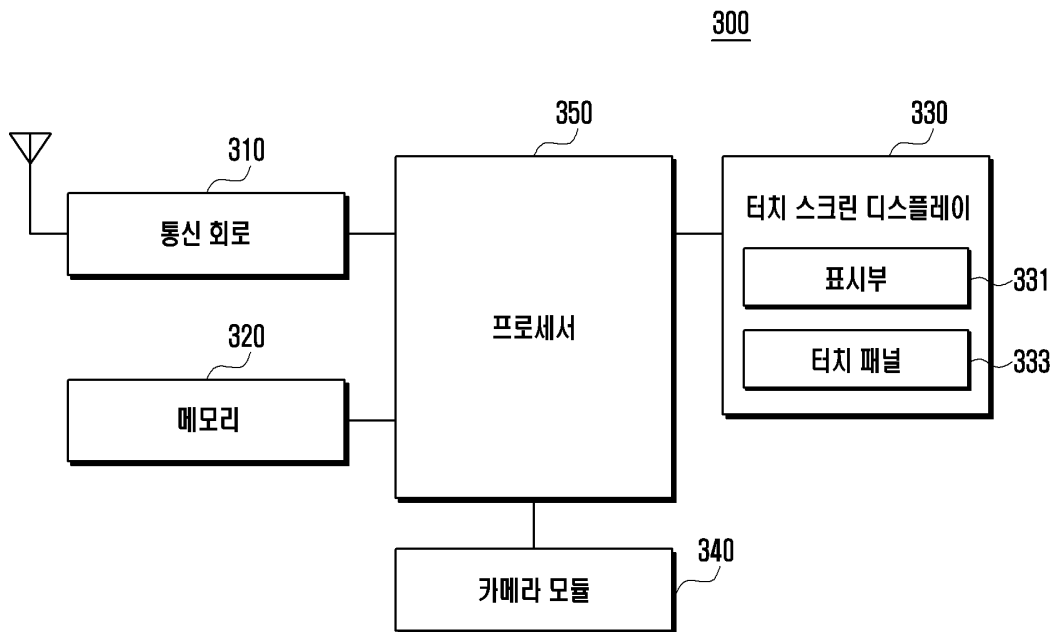 300
350
330
310
통신 회로
터치 스크린 디스플레이
표시부
331
프로세서
320
터치 패널
333
메모리
340
카메라 모듈